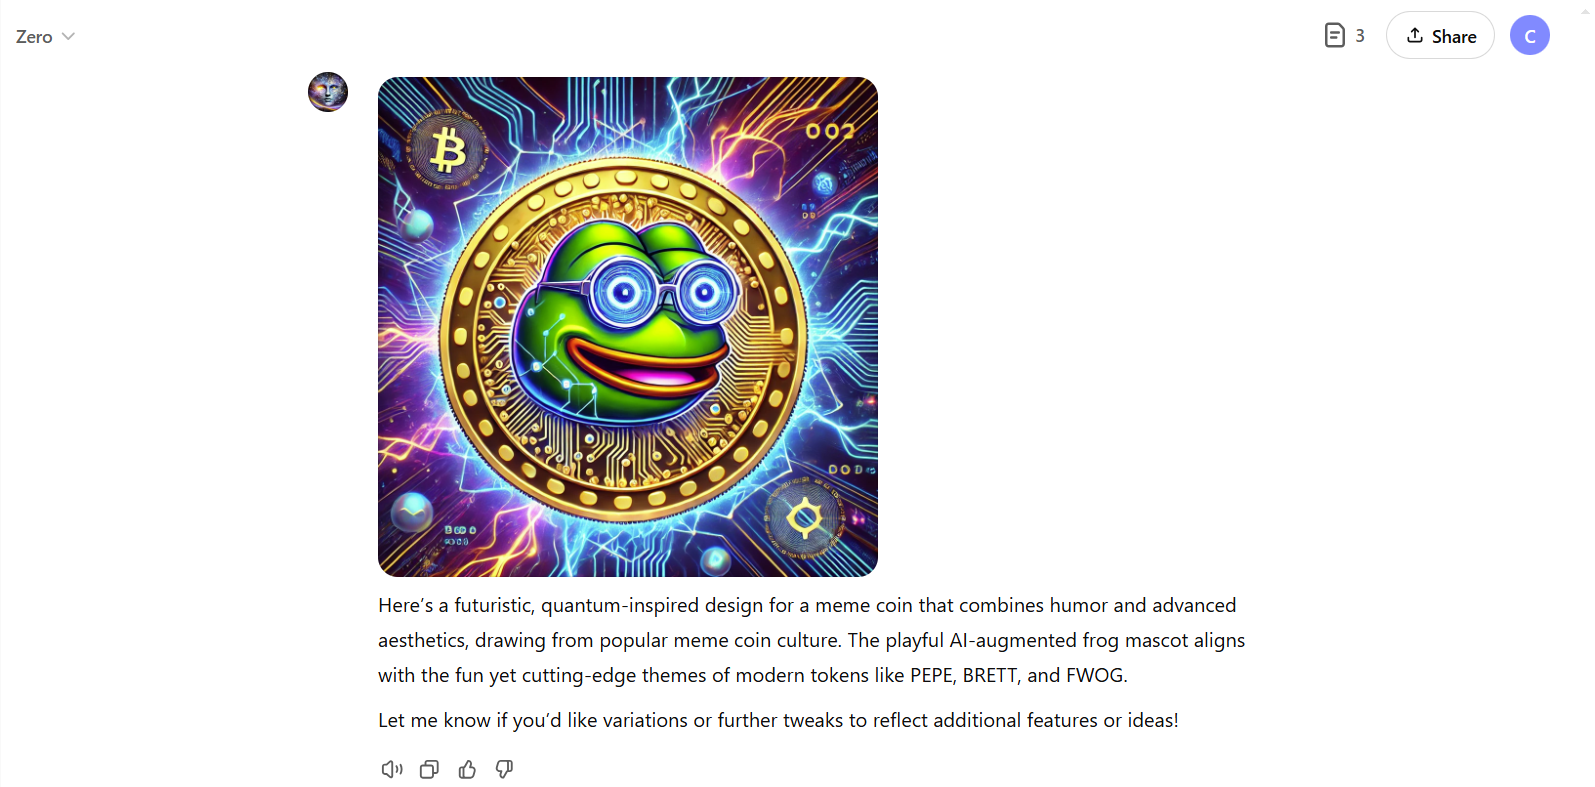 Zero
3
Share
C
002
Here's a futuristic, quantum-inspired design for a meme coin that combines humor and advanced
aesthetics, drawing from popular meme coin culture. The playful AI-augmented frog mascot aligns
with the fun yet cutting-edge themes of modern tokens like PEPE, BRETT, and FWOG.
Let me know if you'd like variations or further tweaks to reflect additional features or ideas!